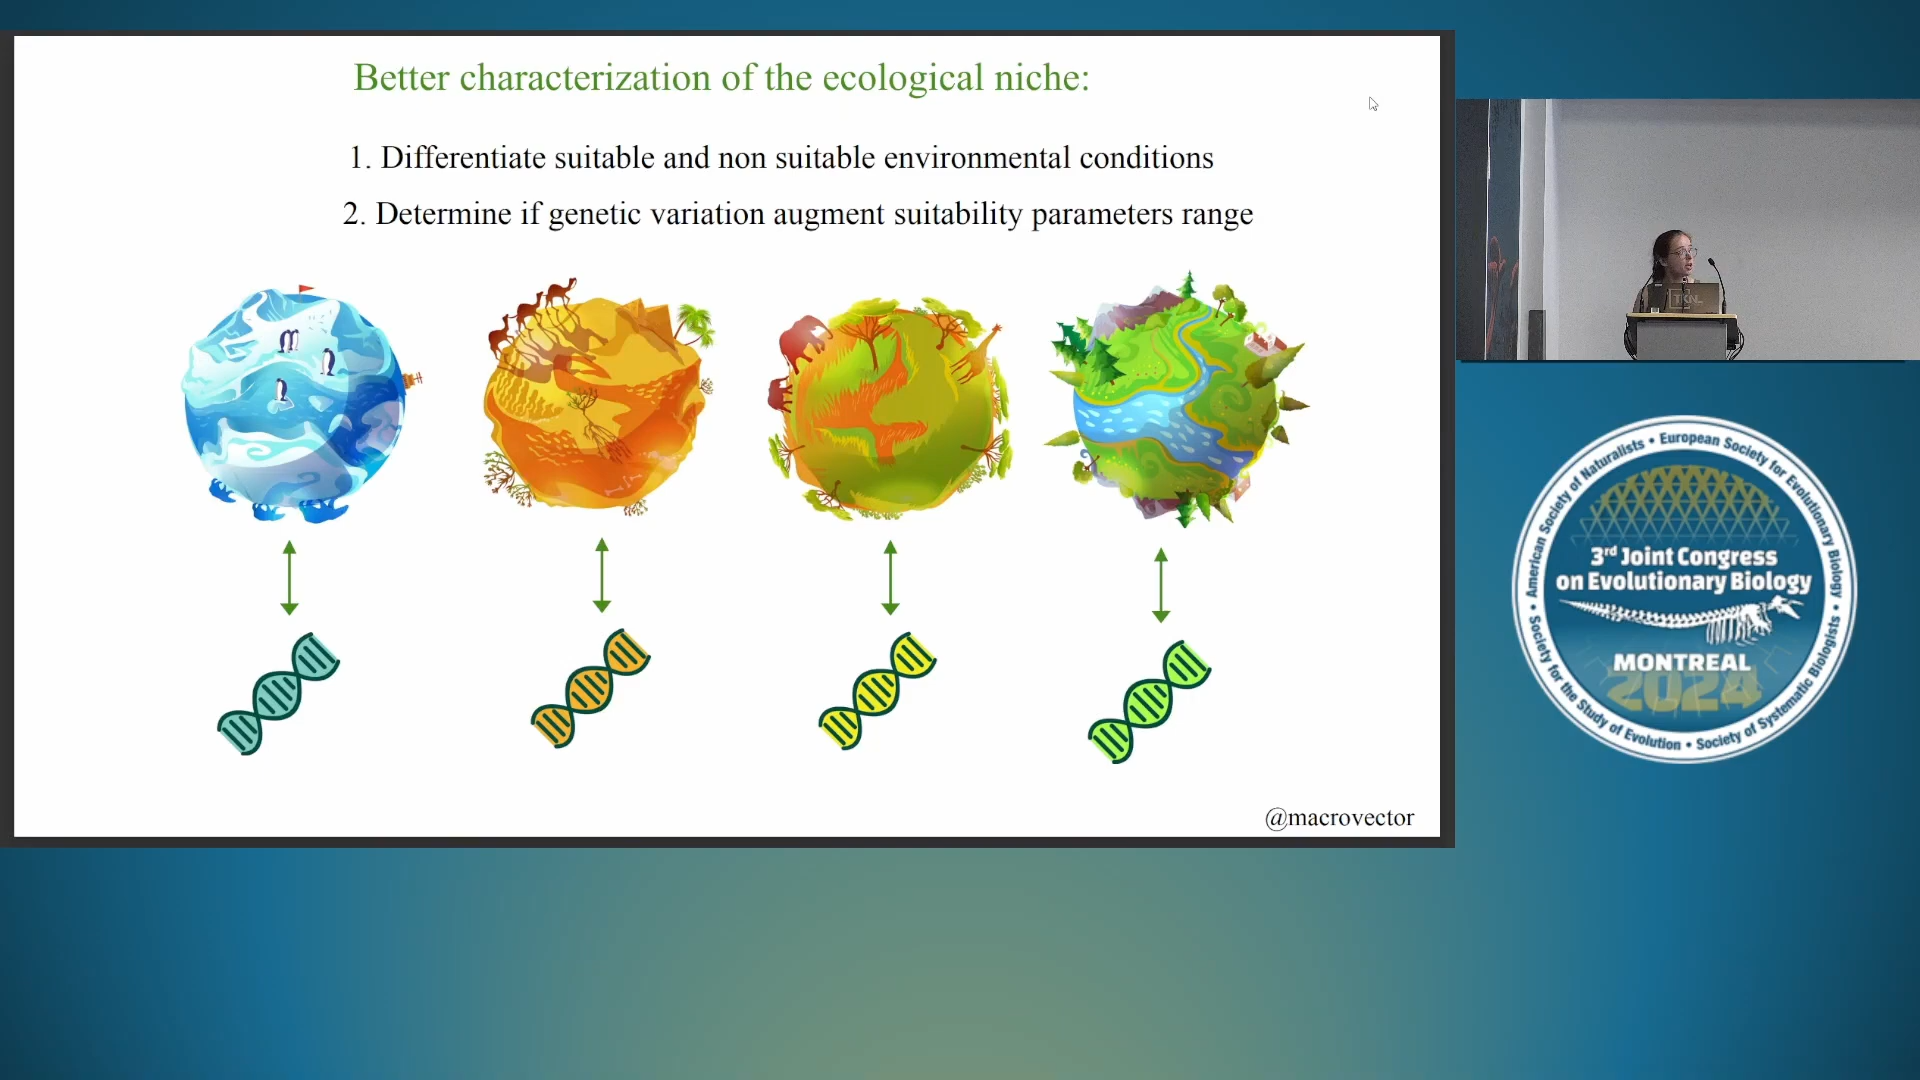 Better characterization of the ecological niche:
1. Differentiate suitable and non suitable environmental conditions
2. Determine if genetic variation augment suitability parameters range
@macrovector
American Society of Naturalists • European Society for Evolutionary Biology • Society of Systematic Biologists • Society for the Study of Evolution •
3rd Joint Congress
on Evolutionary Biology
MONTREAL
2024